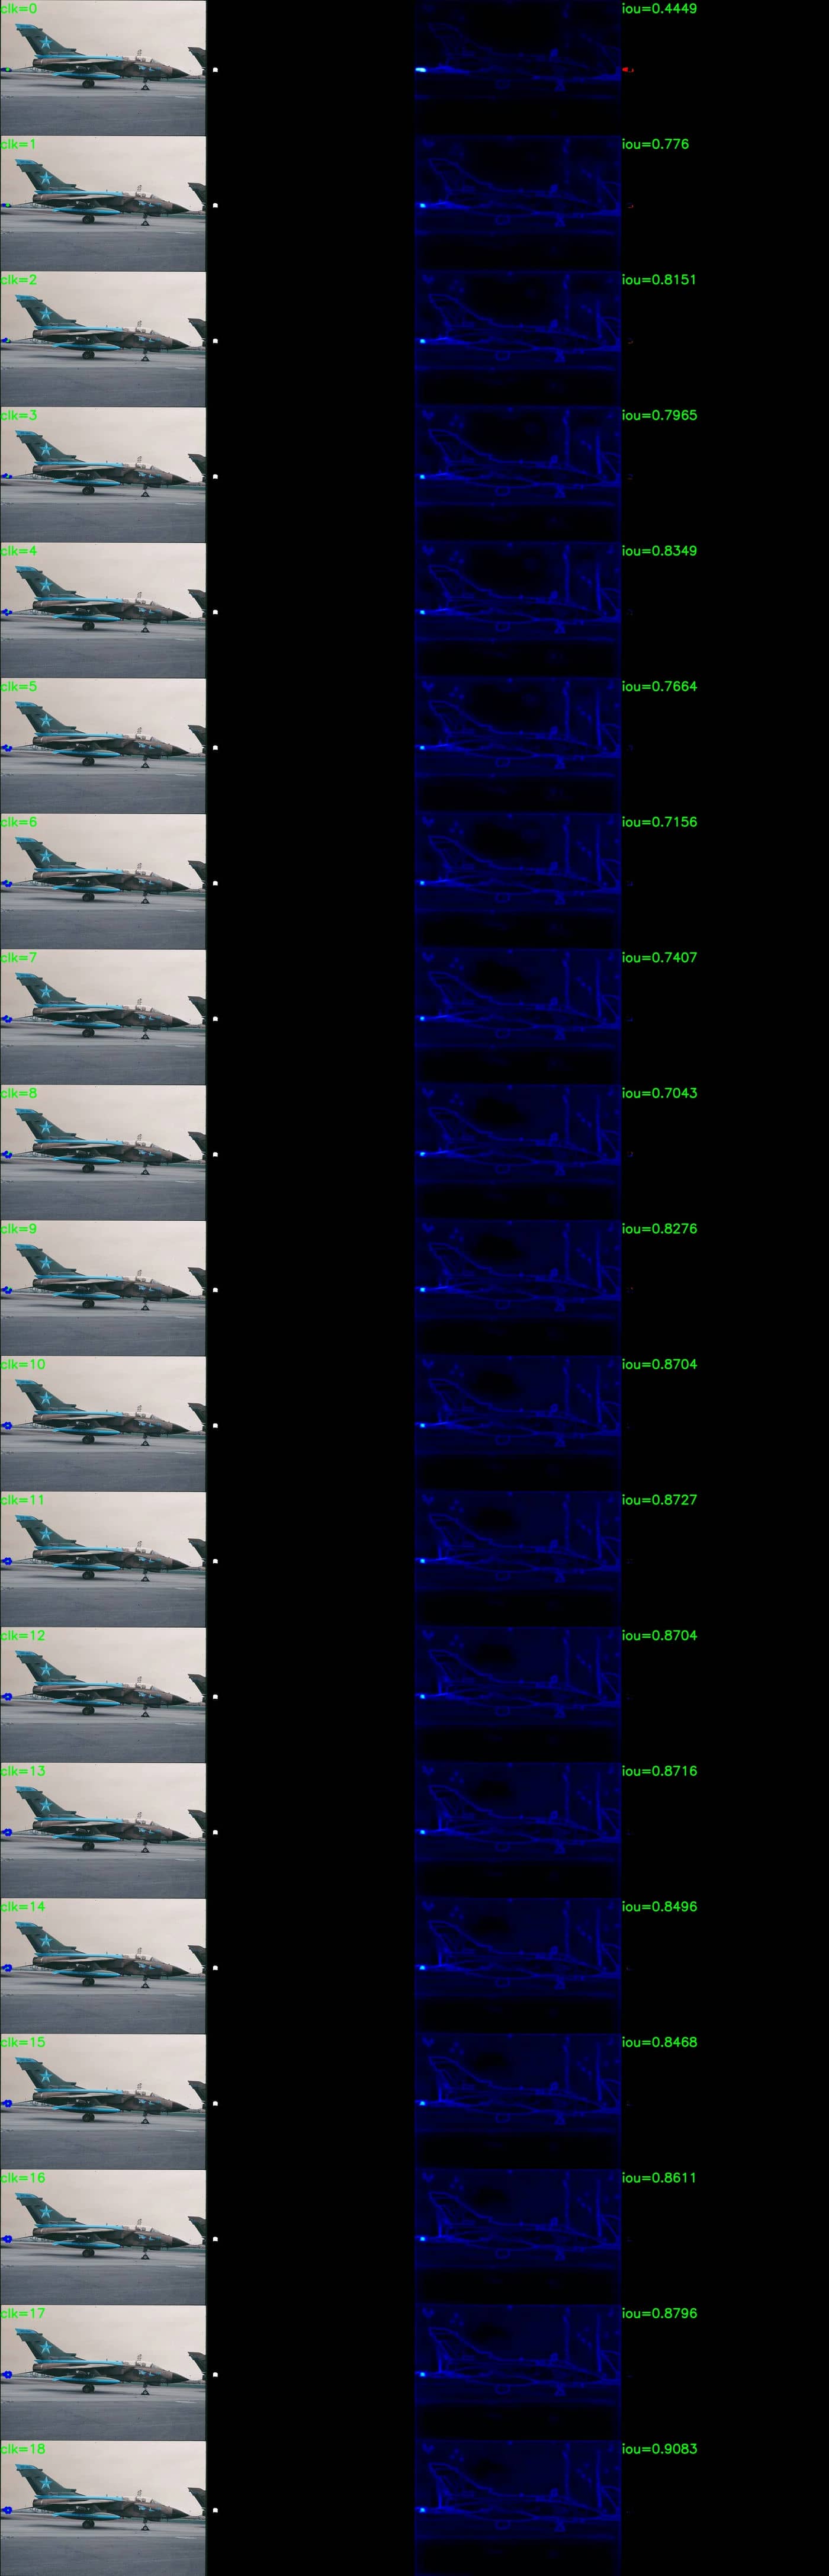 clk=0 iou=0.4449
clk=1 iou=0.776
clk=2 iou=0.8151
clk=3 iou=0.7965
clk=4 iou=0.8349
clk=5 iou=0.7664
clk=6 iou=0.7156
clk=7 iou=0.7407
clk=8 iou=0.7043
clk=9 iou=0.8276
clk=10 iou=0.8704
clk=11 iou=0.8727
clk=12 iou=0.8704
clk=13 iou=0.8716
clk=14 iou=0.8496
clk=15 iou=0.8468
clk=16 iou=0.8611
clk=17 iou=0.8796
clk=18 iou=0.9083